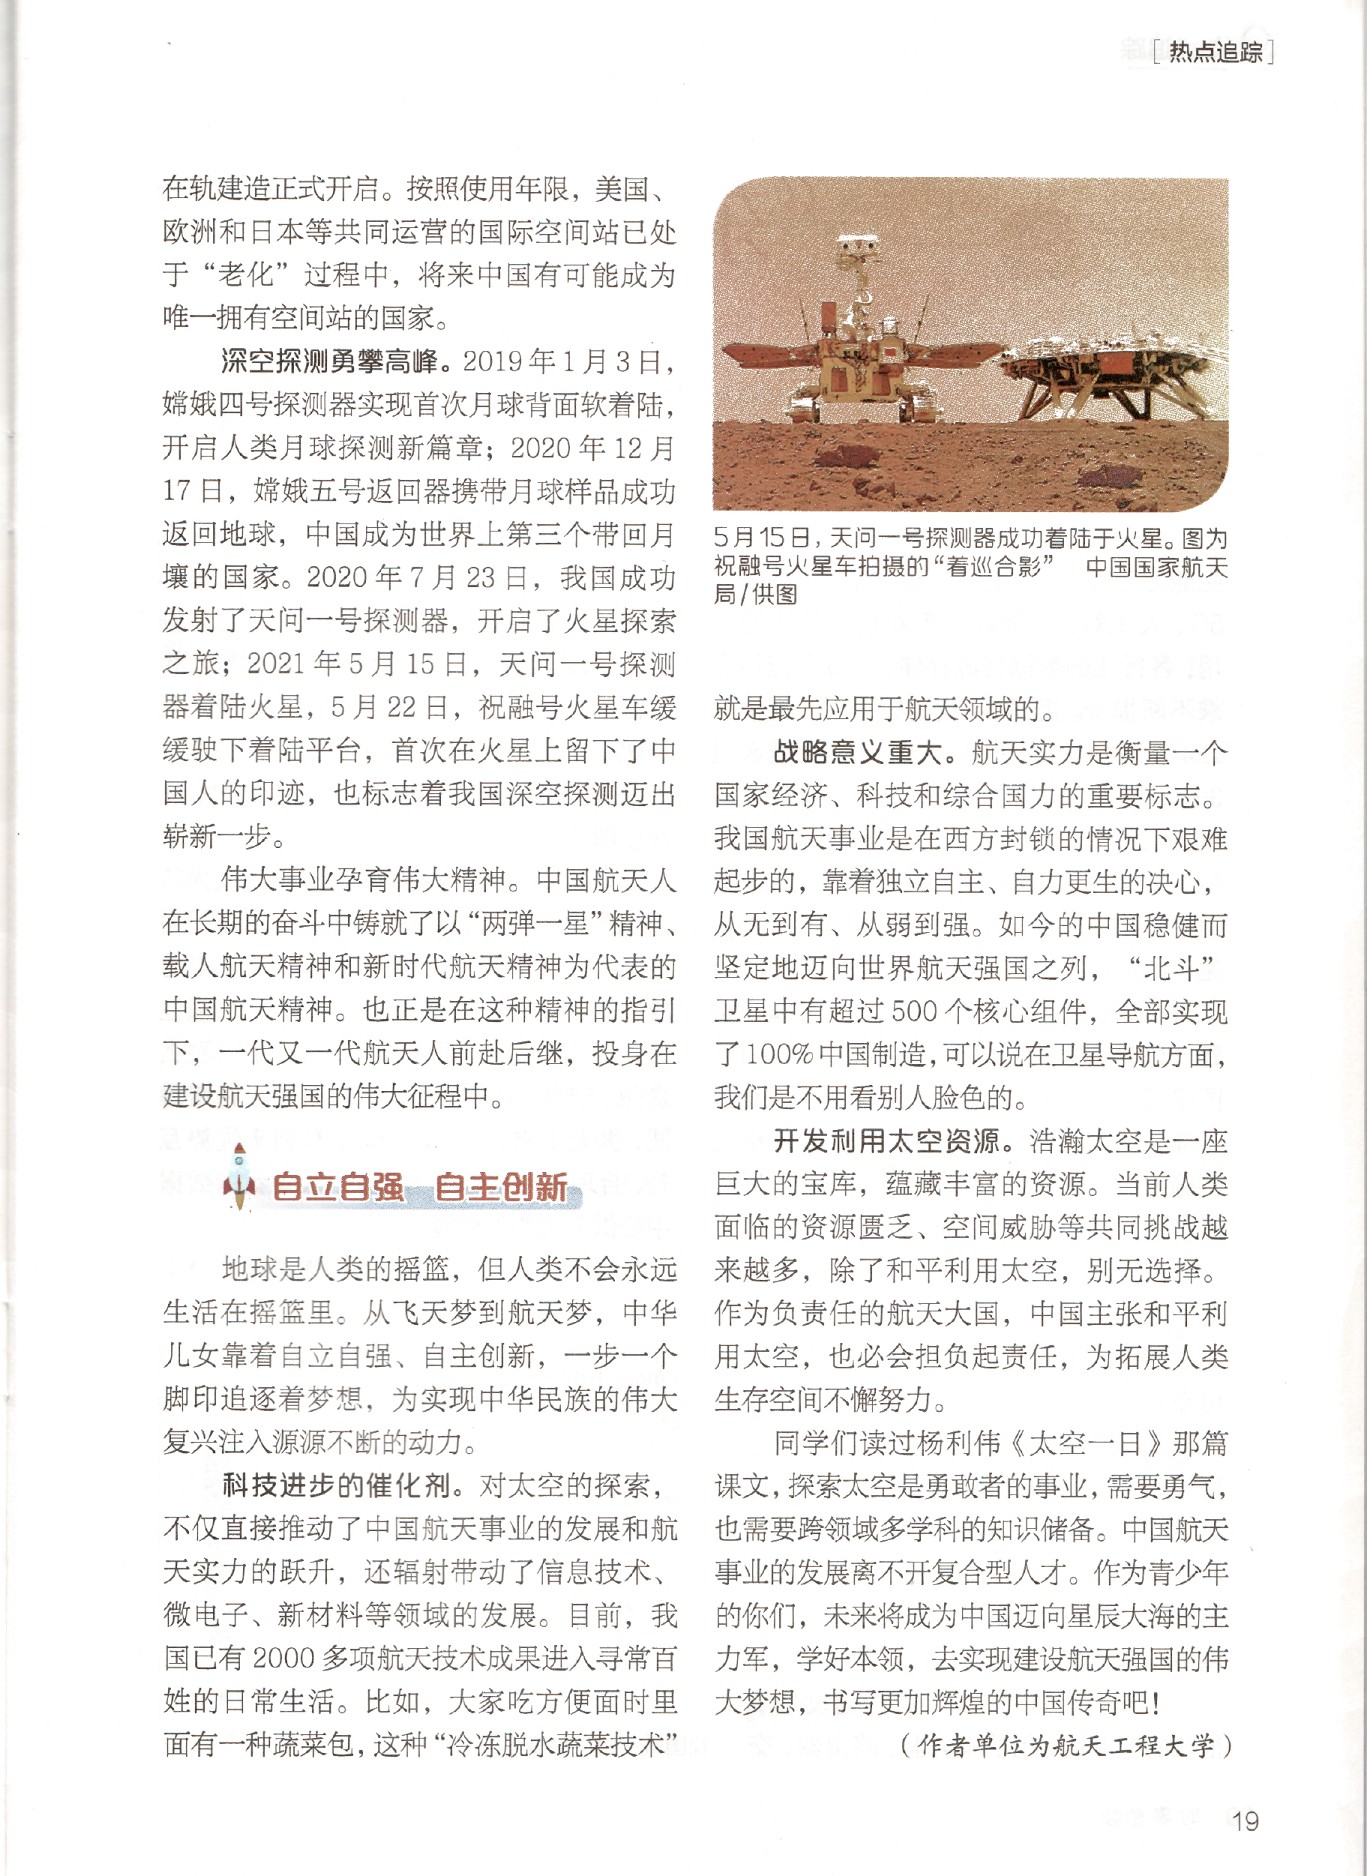 [热点追踪]
在轨建造正式开启。按照使用年限，美国、
欧洲和日本等共同运营的国际空间站已处
于“老化”过程中，将来中国有可能成为
唯一拥有空间站的国家。
深空探测勇攀高峰。2019年1月3日，
嫦娥四号探测器实现首次月球背面软着陆，
开启人类月球探测新篇章；2020年12月
17日，嫦娥五号返回器携带月球样品成功
返回地球，中国成为世界上第三个带回月
壤的国家。2020年7月23日，我国成功
发射了天问一号探测器，开启了火星探索
之旅；2021年5月15日，天问一号探测
器着陆火星，5月22日，祝融号火星车缓
缓驶下着陆平台，首次在火星上留下了中
国人的印迹，也标志着我国深空探测迈出
崭新一步。
伟大事业孕育伟大精神。中国航天人
在长期的奋斗中铸就了以“两弹一星”精神、
载人航天精神和新时代航天精神为代表的
中国航天精神。也正是在这种精神的指引
下，一代又一代航天人前赴后继，投身在
建设航天强国的伟大征程中。
自立自强 自主创新
地球是人类的摇篮，但人类不会永远
生活在摇篮里。从飞天梦到航天梦，中华
儿女靠着自立自强、自主创新，一步一个
脚印追逐着梦想，为实现中华民族的伟大
复兴注入源源不断的动力。
科技进步的催化剂。对太空的探索，
不仅直接推动了中国航天事业的发展和航
天实力的跃升，还辐射带动了信息技术、
微电子、新材料等领域的发展。目前，我
国已有2000多项航天技术成果进入寻常百
姓的日常生活。比如，大家吃方便面时里
面有一种蔬菜包，这种“冷冻脱水蔬菜技术”
5月15日，天问一号探测器成功着陆于火星。图为
祝融号火星车拍摄的“着巡合影” 中国国家航天
局/供图
就是最先应用于航天领域的。
战略意义重大。航天实力是衡量一个
国家经济、科技和综合国力的重要标志。
我国航天事业是在西方封锁的情况下艰难
起步的，靠着独立自主、自力更生的决心，
从无到有、从弱到强。如今的中国稳健而
坚定地迈向世界航天强国之列，“北斗”
卫星中有超过500个核心组件，全部实现
了100%中国制造，可以说在卫星导航方面，
我们是不用看别人脸色的。
开发利用太空资源。浩瀚太空是一座
巨大的宝库，蕴藏丰富的资源。当前人类
面临的资源匮乏、空间威胁等共同挑战越
来越多，除了和平利用太空，别无选择。
作为负责任的航天大国，中国主张和平利
用太空，也必会担负起责任，为拓展人类
生存空间不懈努力。
同学们读过杨利伟《太空一日》那篇
课文，探索太空是勇敢者的事业，需要勇气，
也需要跨领域多学科的知识储备。中国航天
事业的发展离不开复合型人才。作为青少年
的你们，未来将成为中国迈向星辰大海的主
力军，学好本领，去实现建设航天强国的伟
大梦想，书写更加辉煌的中国传奇吧！
（作者单位为航天工程大学）
19